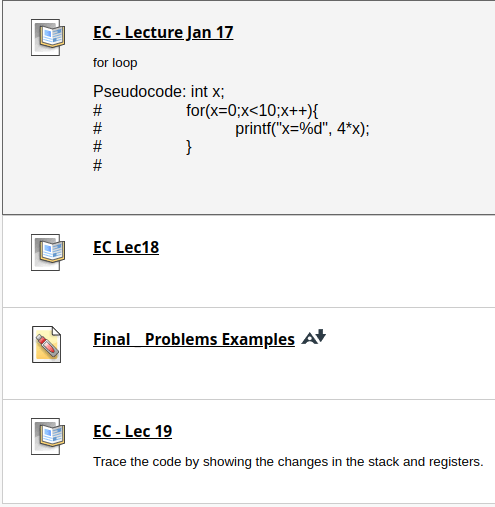 EC - Lecture Jan 17
for loop
Pseudocode: int x;
# for(x=0;x<10;x++){
# printf("x=%d", 4*x);
# }
#
EC Lec18
Final_ Problems Examples
EC - Lec 19
Trace the code by showing the changes in the stack and registers.